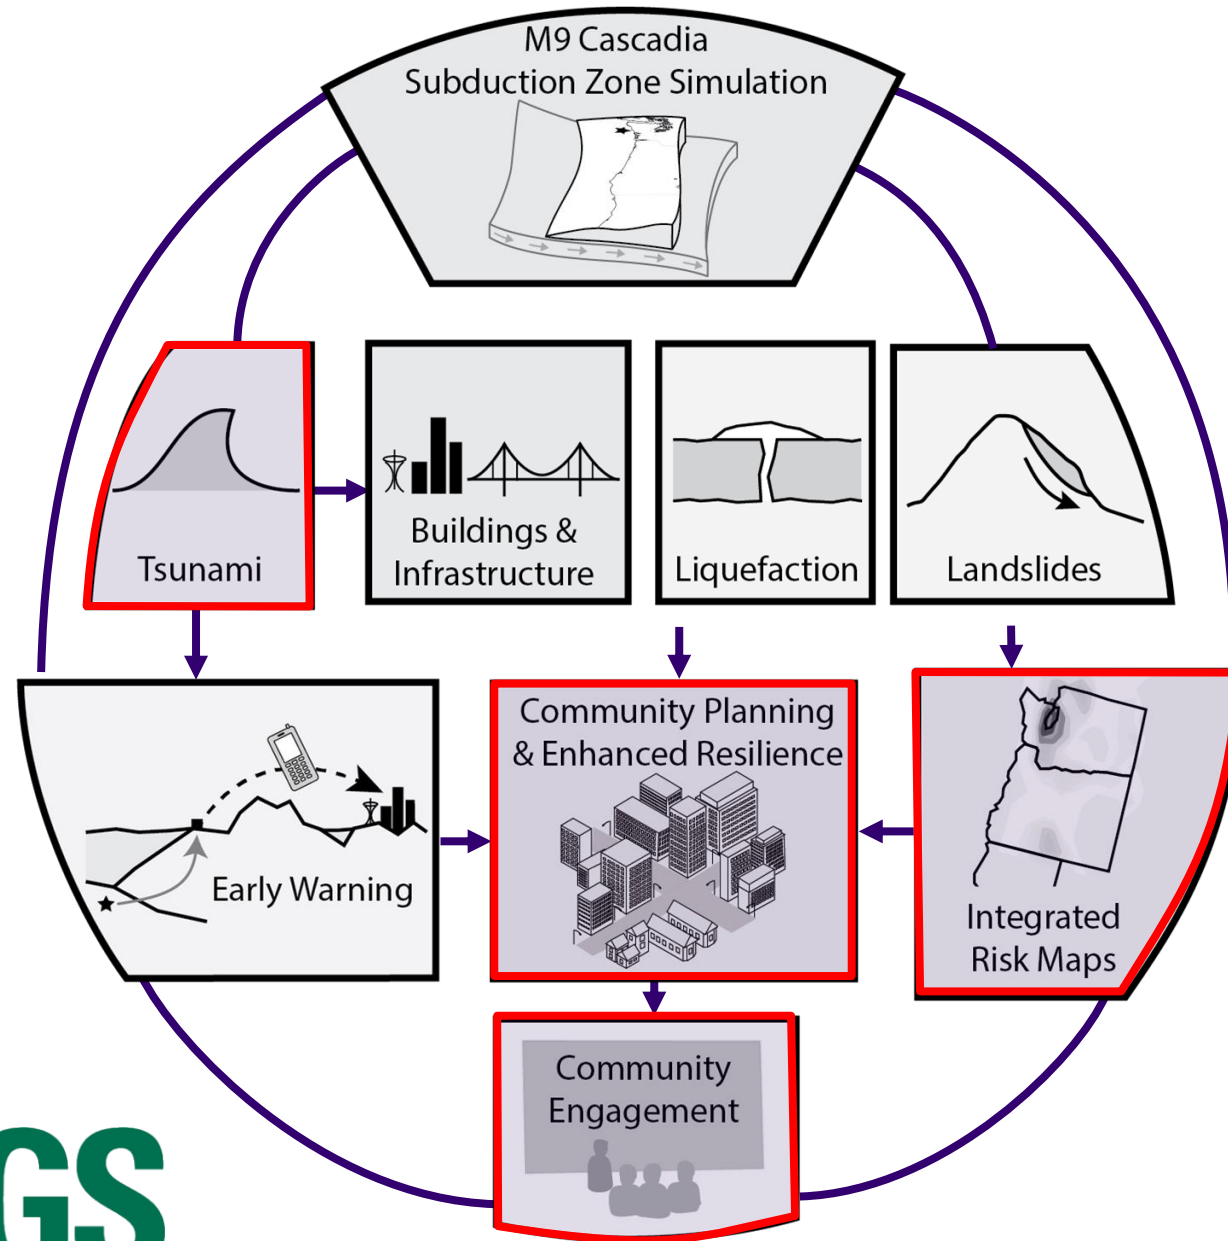 M9 Cascadia
Subduction Zone Simulation
Tsunami
Buildings &
Infrastructure
Liquefaction
Landslides
Early Warning
Community Planning
& Enhanced Resilience
Integrated
Risk Maps
Community
Engagement
GS